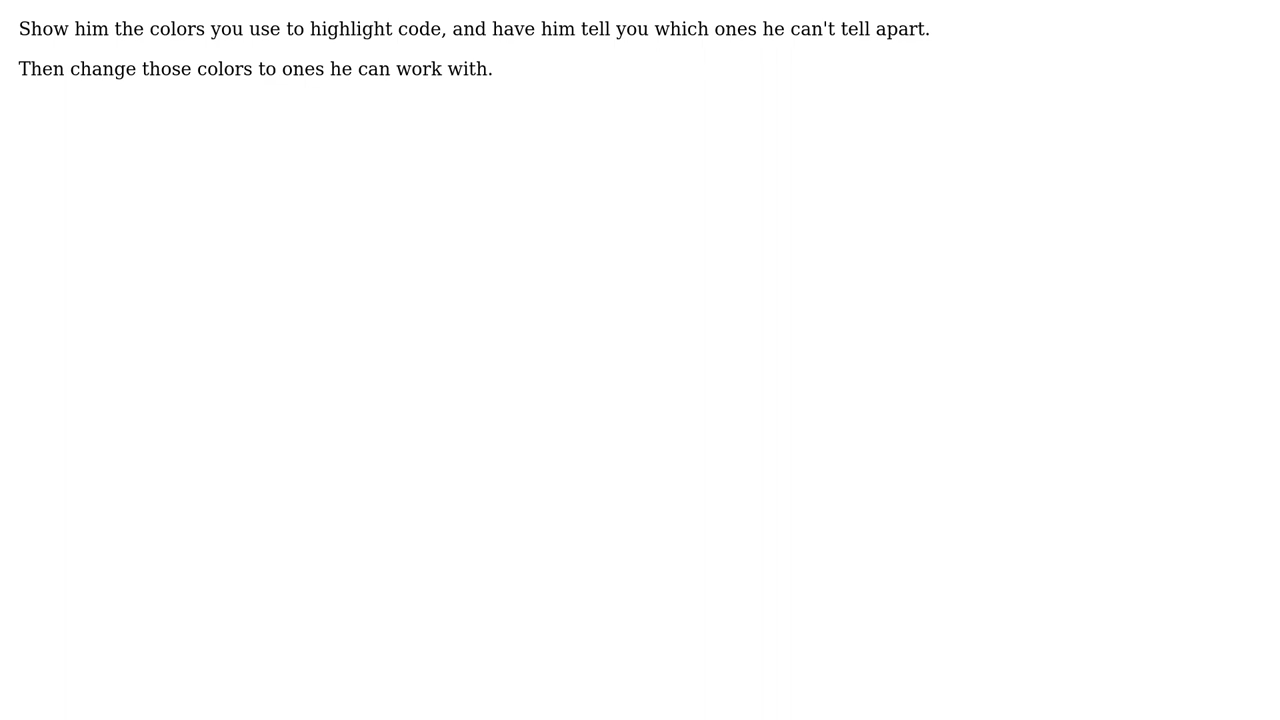 Show him the colors you use to highlight code, and have him tell you which ones he can't tell apart.
Then change those colors to ones he can work with.